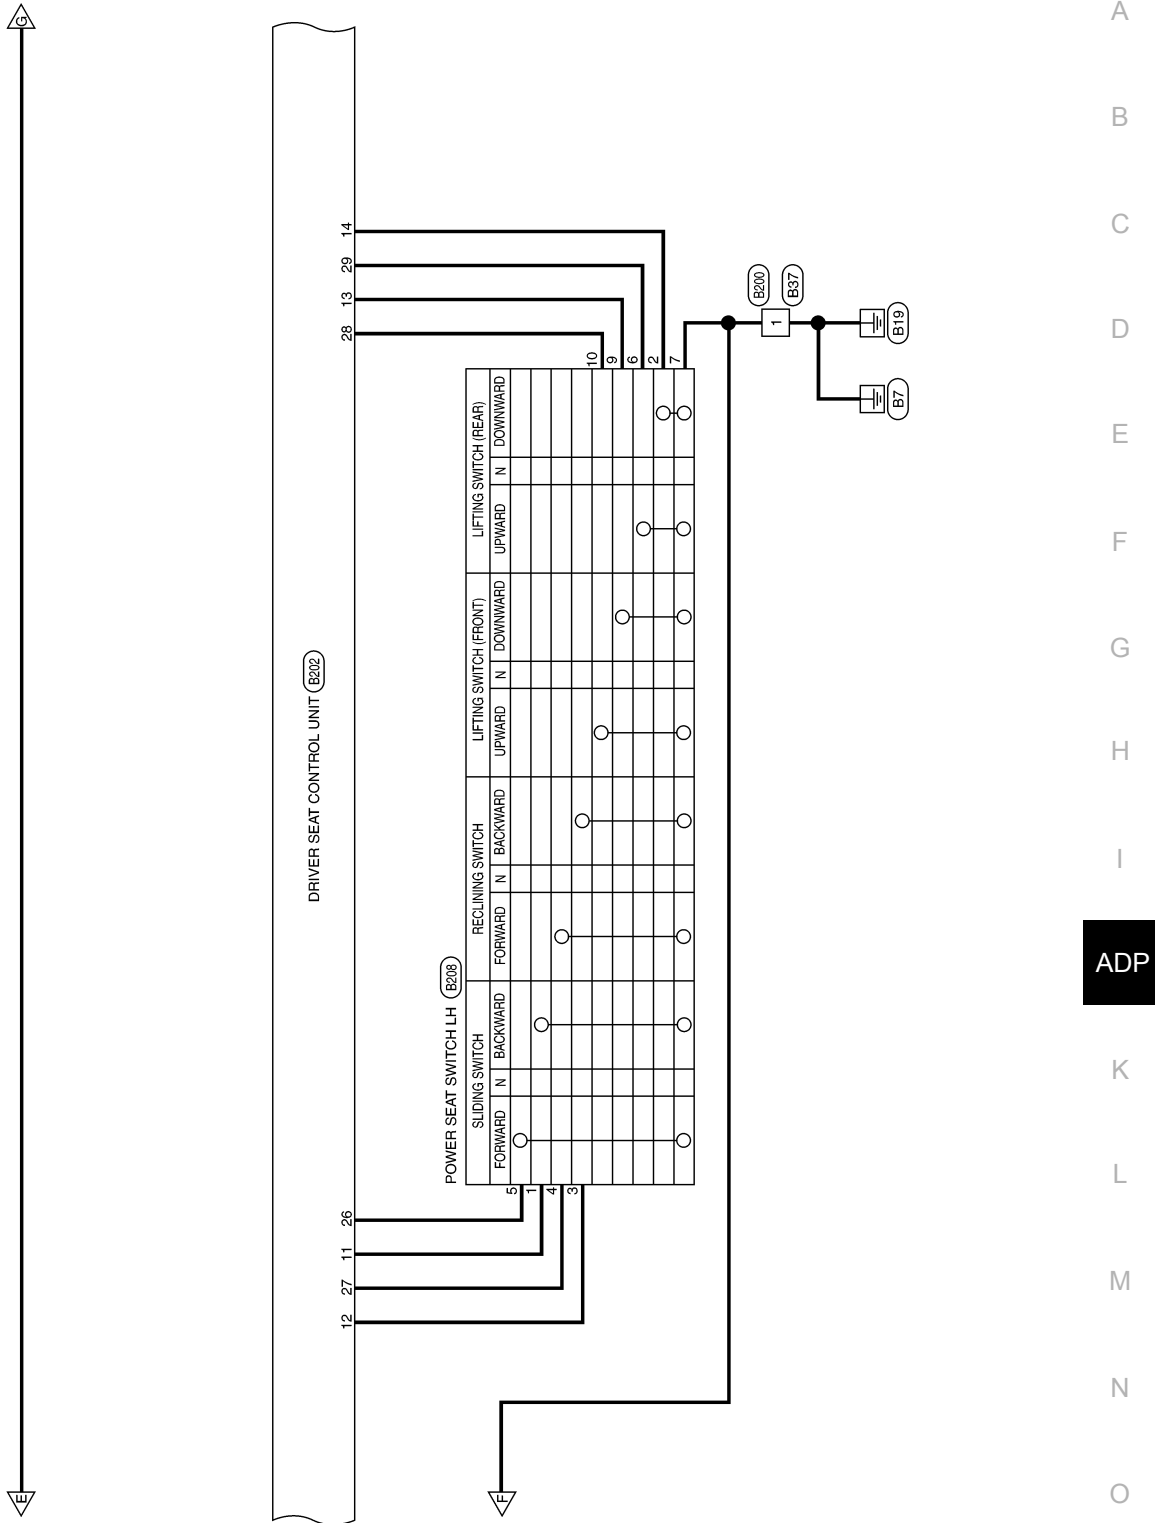 G
E
DRIVER SEAT CONTROL UNIT B202
14
29
13
28
26
11
27
12
POWER SEAT SWITCH LH B208
SLIDING SWITCH
FORWARD N BACKWARD
RECLINING SWITCH
FORWARD N BACKWARD
LIFTING SWITCH (FRONT)
UPWARD N DOWNWARD
LIFTING SWITCH (REAR)
UPWARD N DOWNWARD
5
1
4
3
10
9
6
2
7
F
B200
B37
1
B19
B7
A
B
C
D
E
F
G
H
I
ADP
K
L
M
N
O